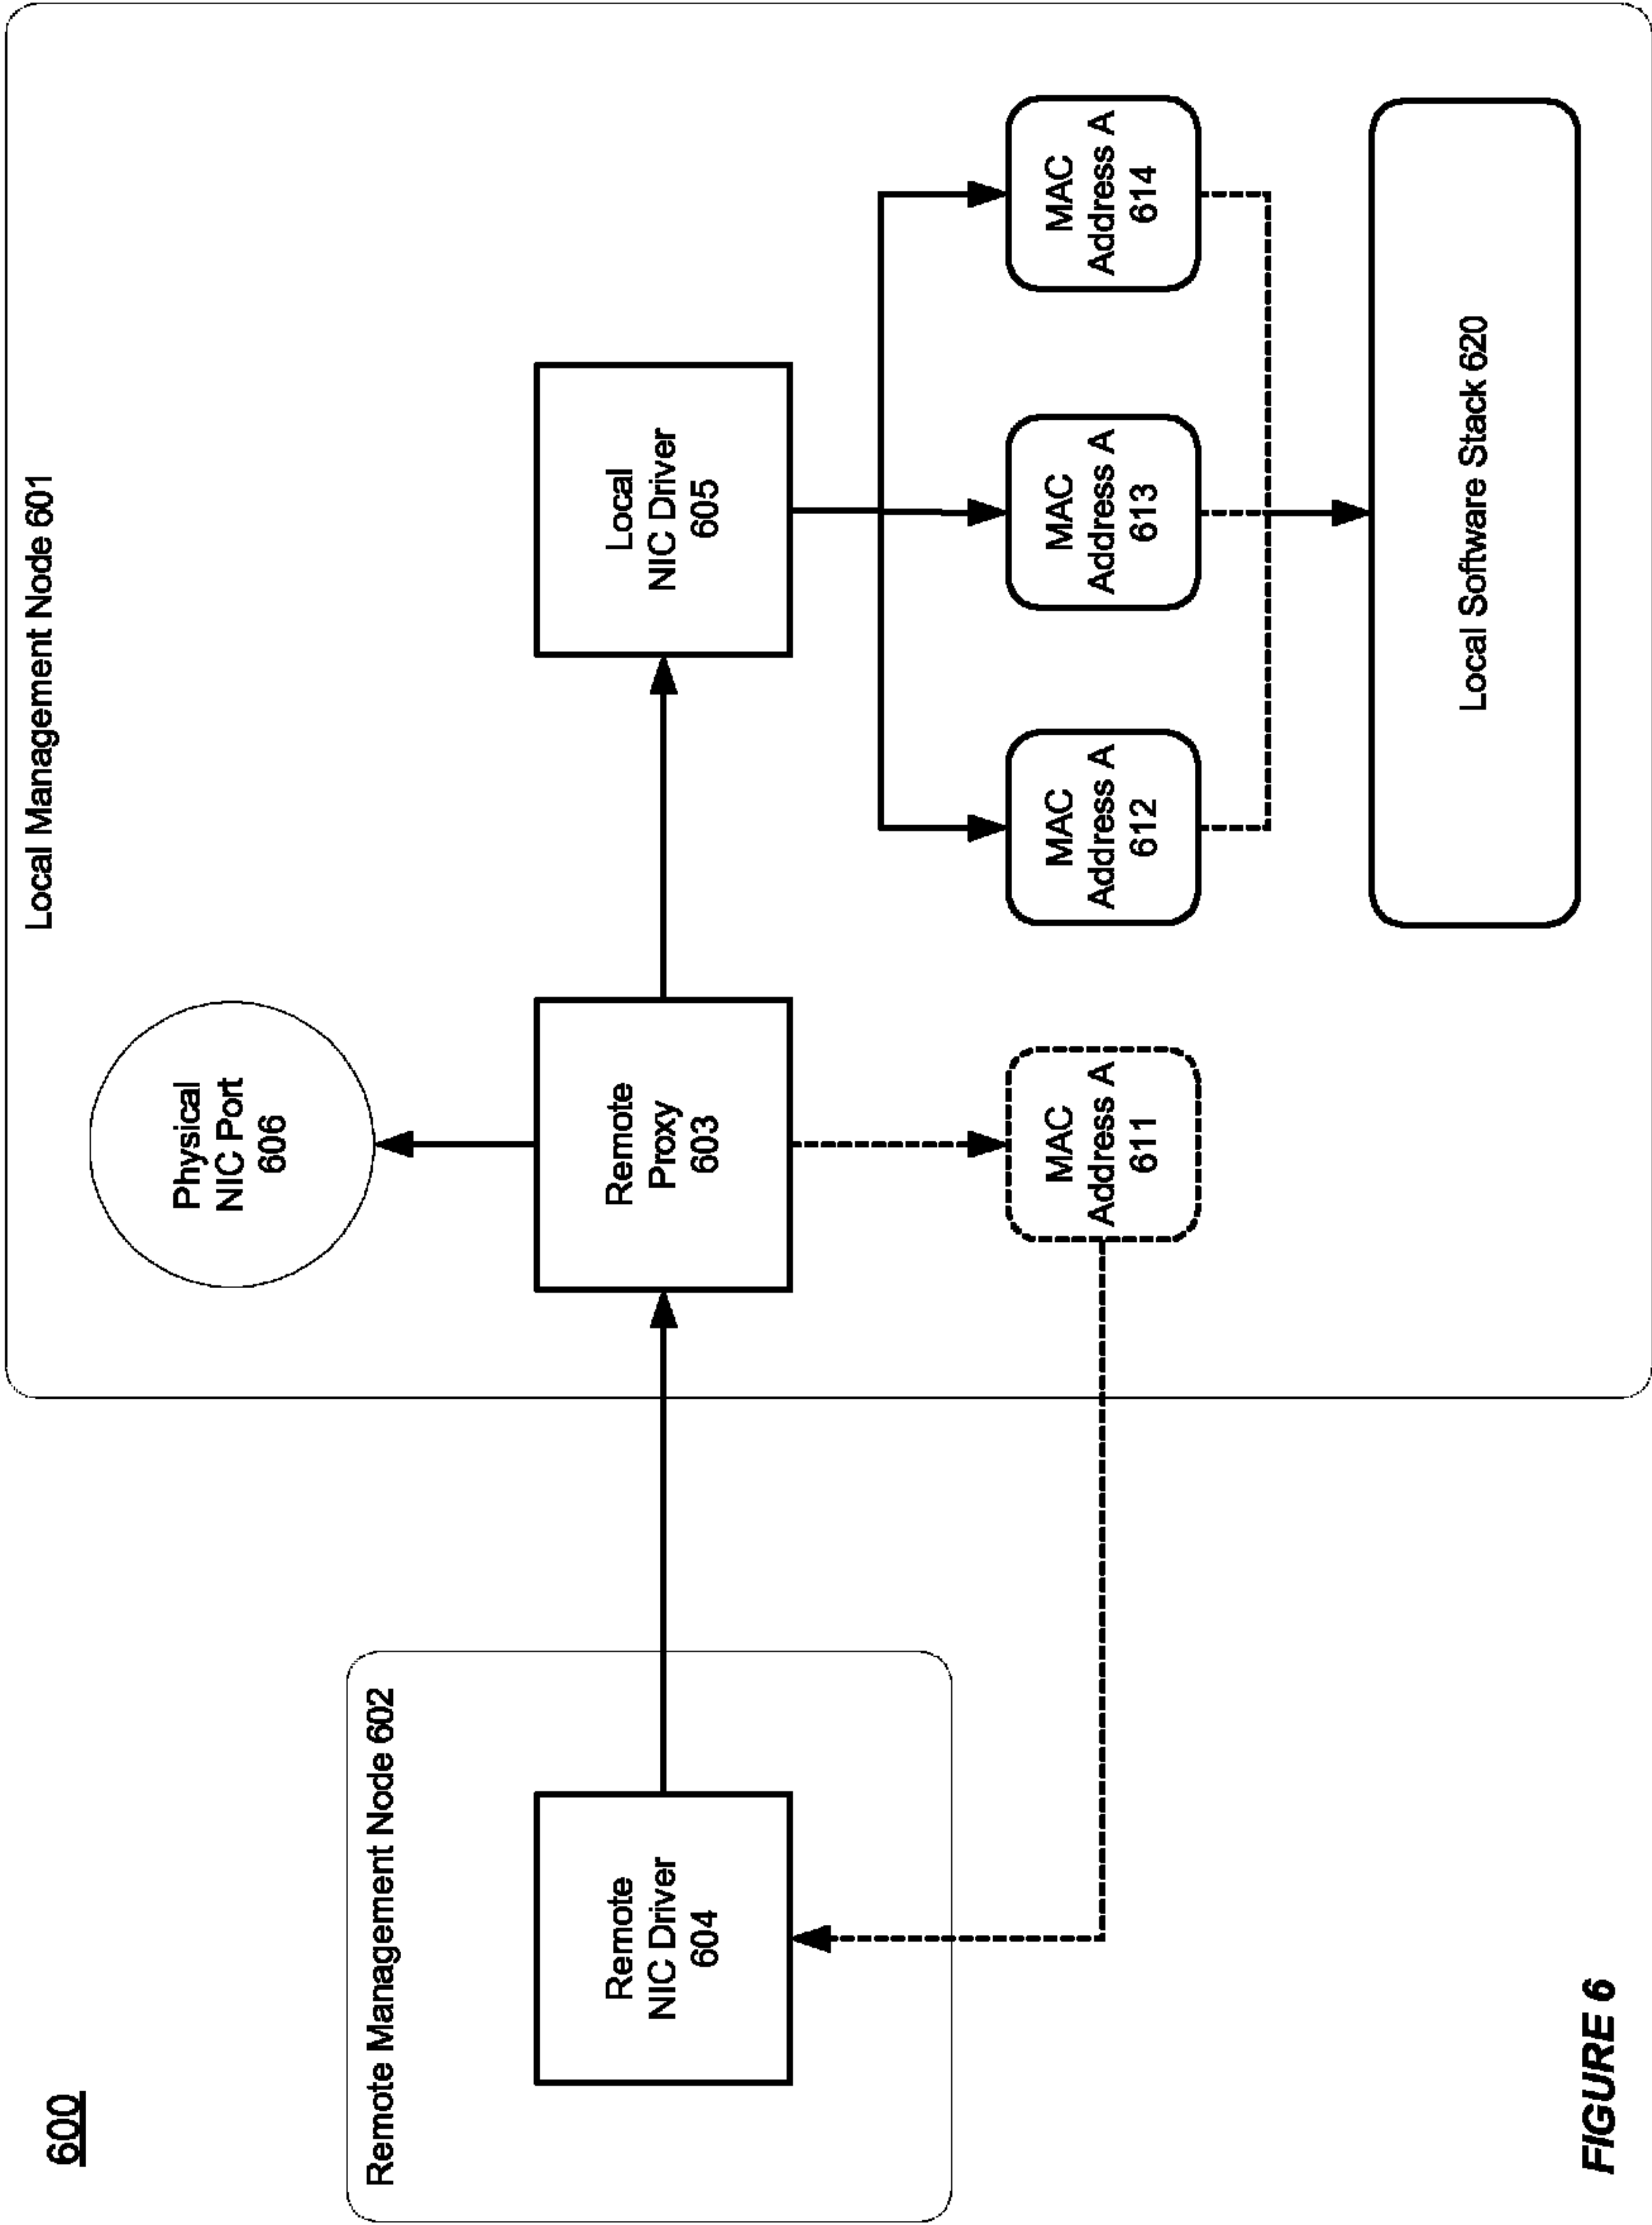 600
Local Management Node 601
Physical
NIC Port
606
Remote Management Node 602
Remote
NIC Driver
604
Remote
Proxy
603
Local
NIC Driver
605
MAC
Address A
611
MAC
Address A
612
MAC
Address A
613
MAC
Address A
614
Local Software Stack 620
FIGURE 6